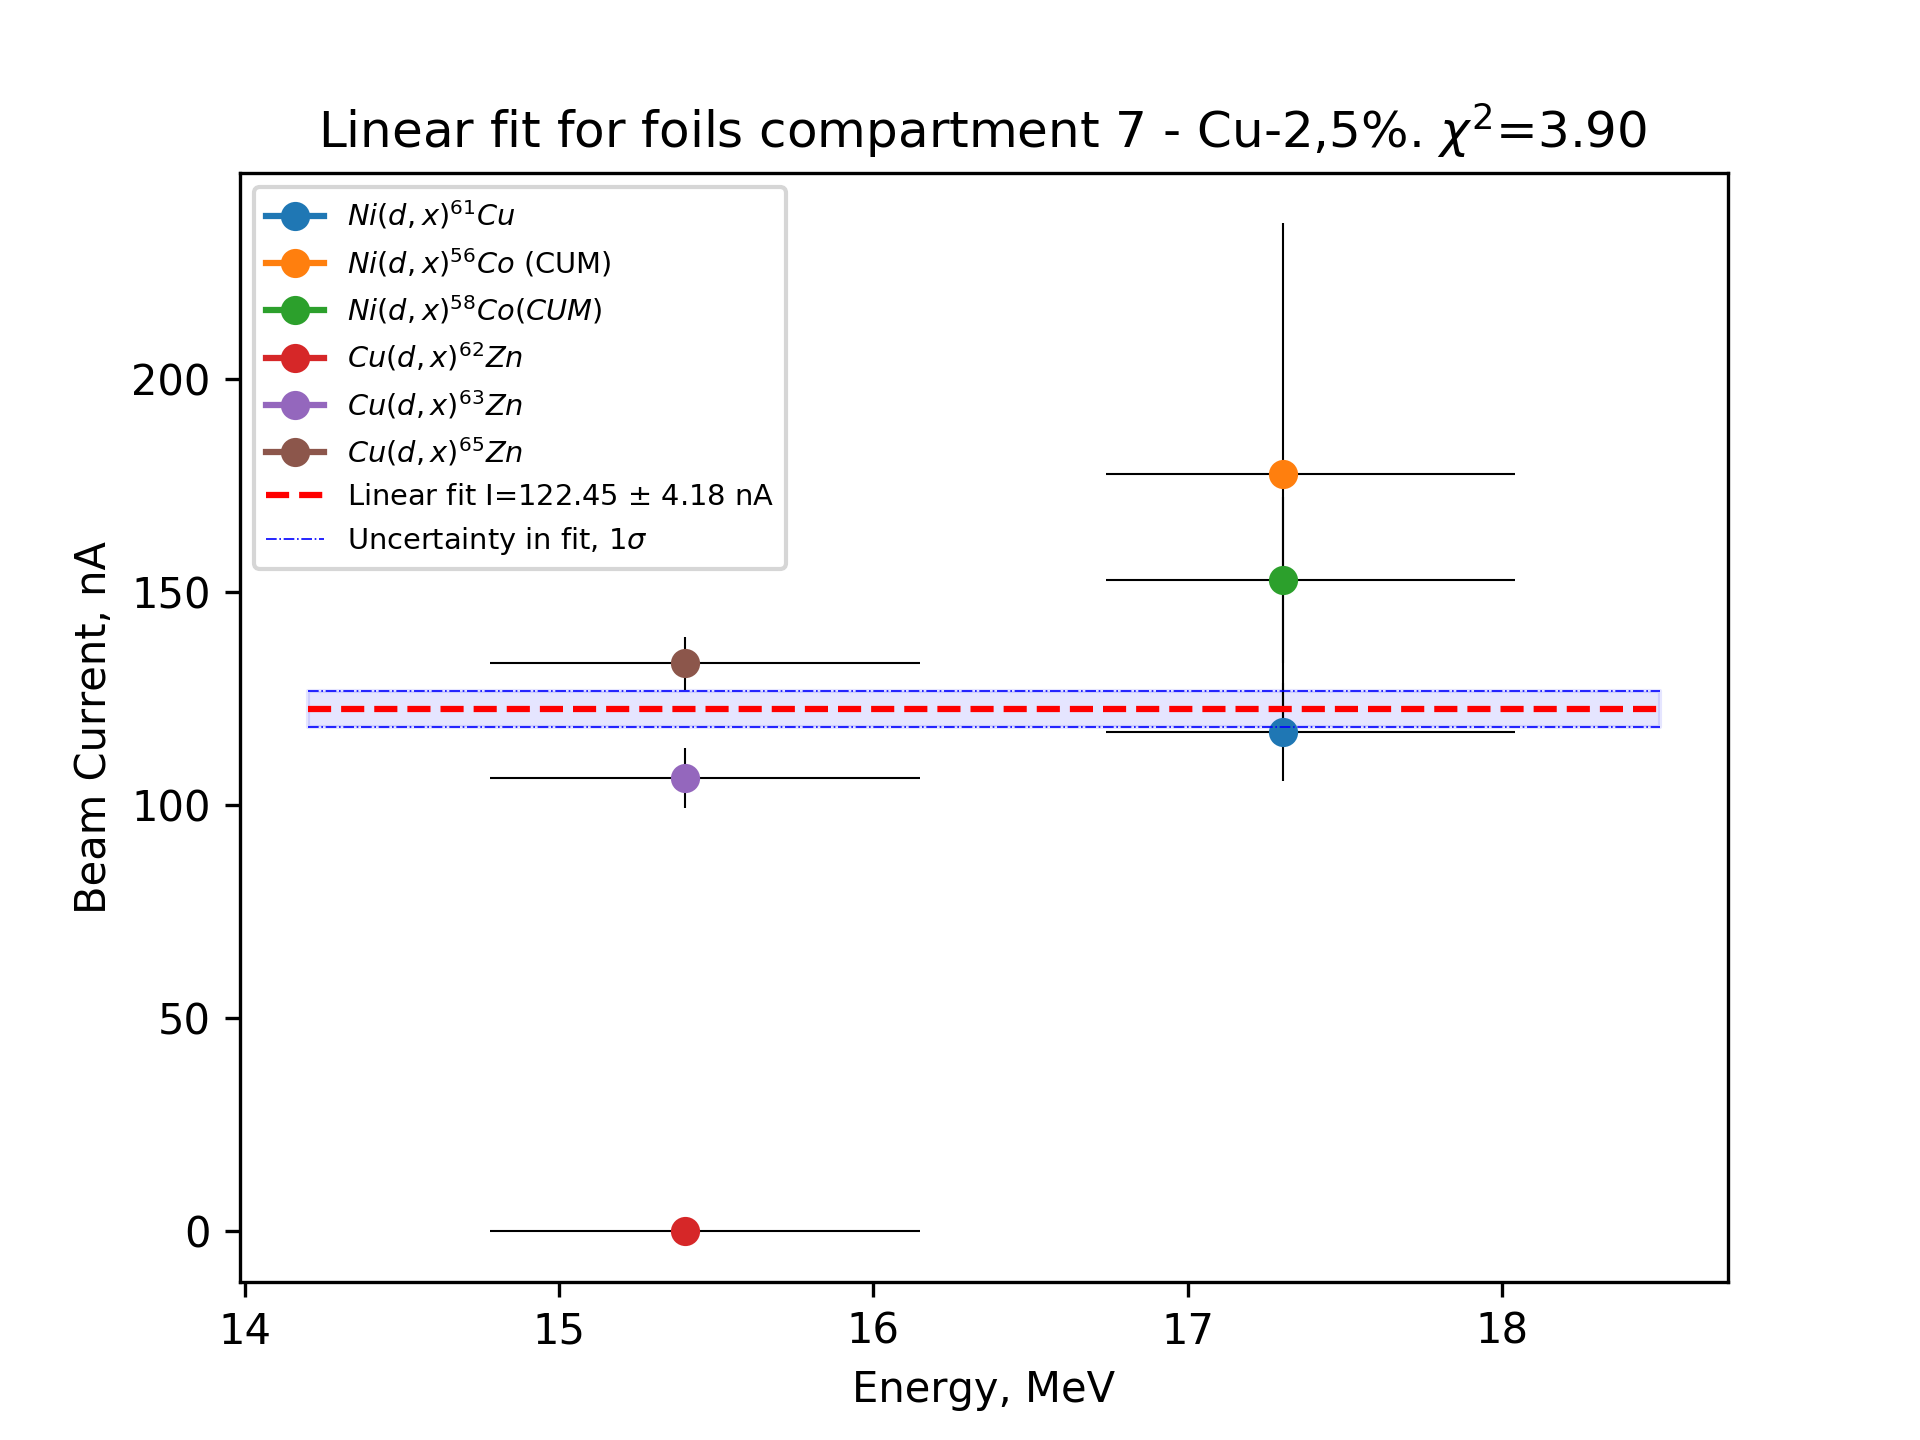 Linear fit for foils compartment 7 - Cu-2,5%. χ²=3.90
Ni(d, x)⁶¹Cu
Ni(d, x)⁵⁶Co (CUM)
Ni(d, x)⁵⁸Co(CUM)
Cu(d, x)⁶²Zn
Cu(d, x)⁶³Zn
Cu(d, x)⁶⁵Zn
Linear fit I=122.45 ± 4.18 nA
Uncertainty in fit, 1σ
Beam Current, nA
200
150
100
50
0
14 15 16 17 18
Energy, MeV